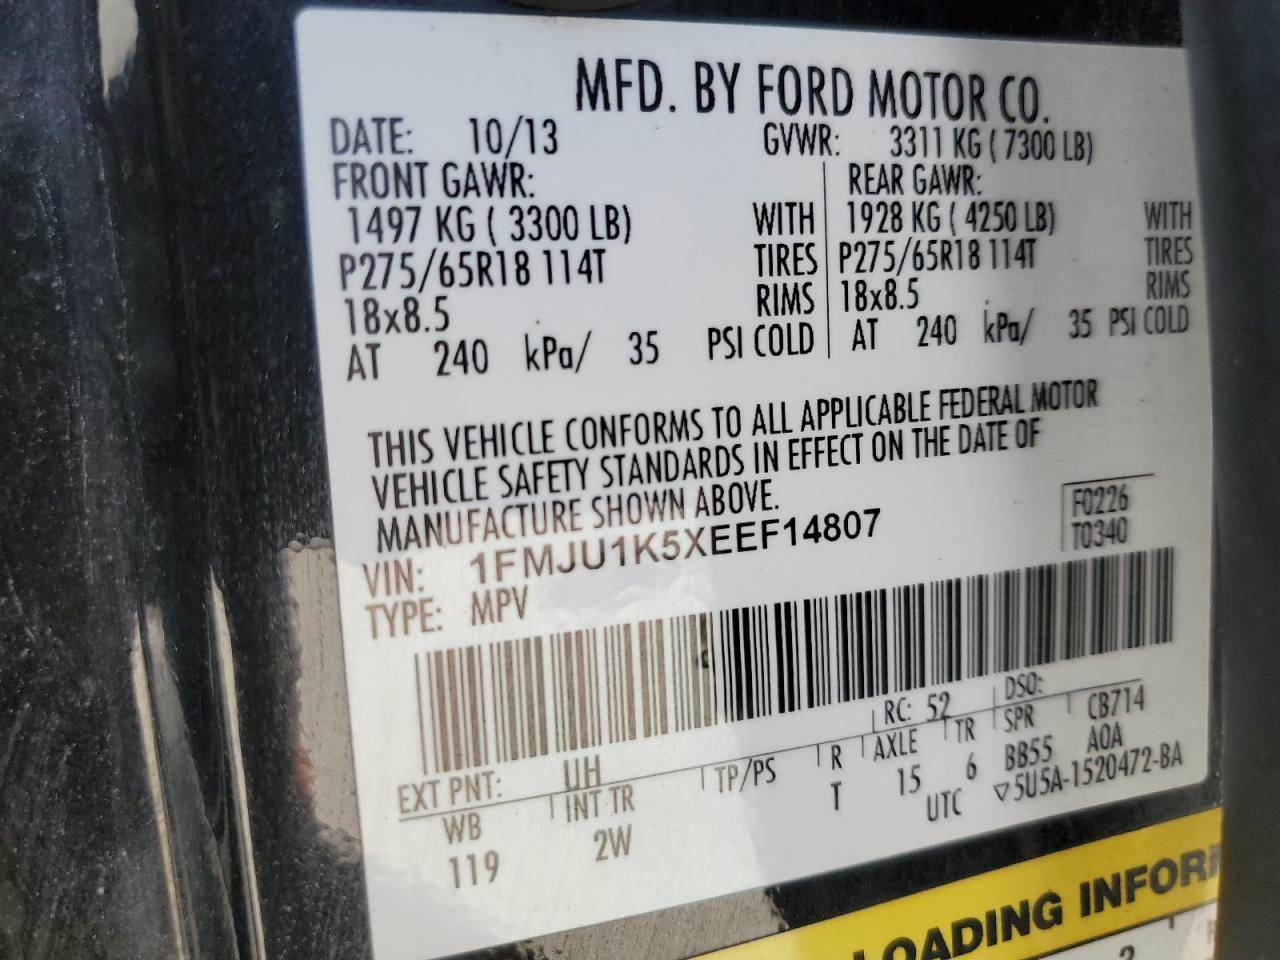 MFD. BY FORD MOTOR CO.
DATE: 10/13 GVWR: 3311 KG ( 7300 LB)
FRONT GAWR: REAR GAWR:
1497 KG ( 3300 LB) WITH 1928 KG ( 4250 LB) WITH
P275/65R18 114T TIRES P275/65R18 114T TIRES
18x8.5 RIMS 18x8.5 RIMS
AT 240 kPa/ 35 PSI COLD AT 240 kPa/ 35 PSI COLD
THIS VEHICLE CONFORMS TO ALL APPLICABLE FEDERAL MOTOR
VEHICLE SAFETY STANDARDS IN EFFECT ON THE DATE OF
MANUFACTURE SHOWN ABOVE.
F0226
VIN: 1FMJU1K5XEEF14807
T0340
TYPE: MPV
EXT PNT: UH RC: 52 DSO:
WB INT TR TP/PS R AXLE TR SPR CB714
119 2W T 15 6 BB55 A0A
UTC ▽5U5A-1520472-BA
LOADING INFOR
2